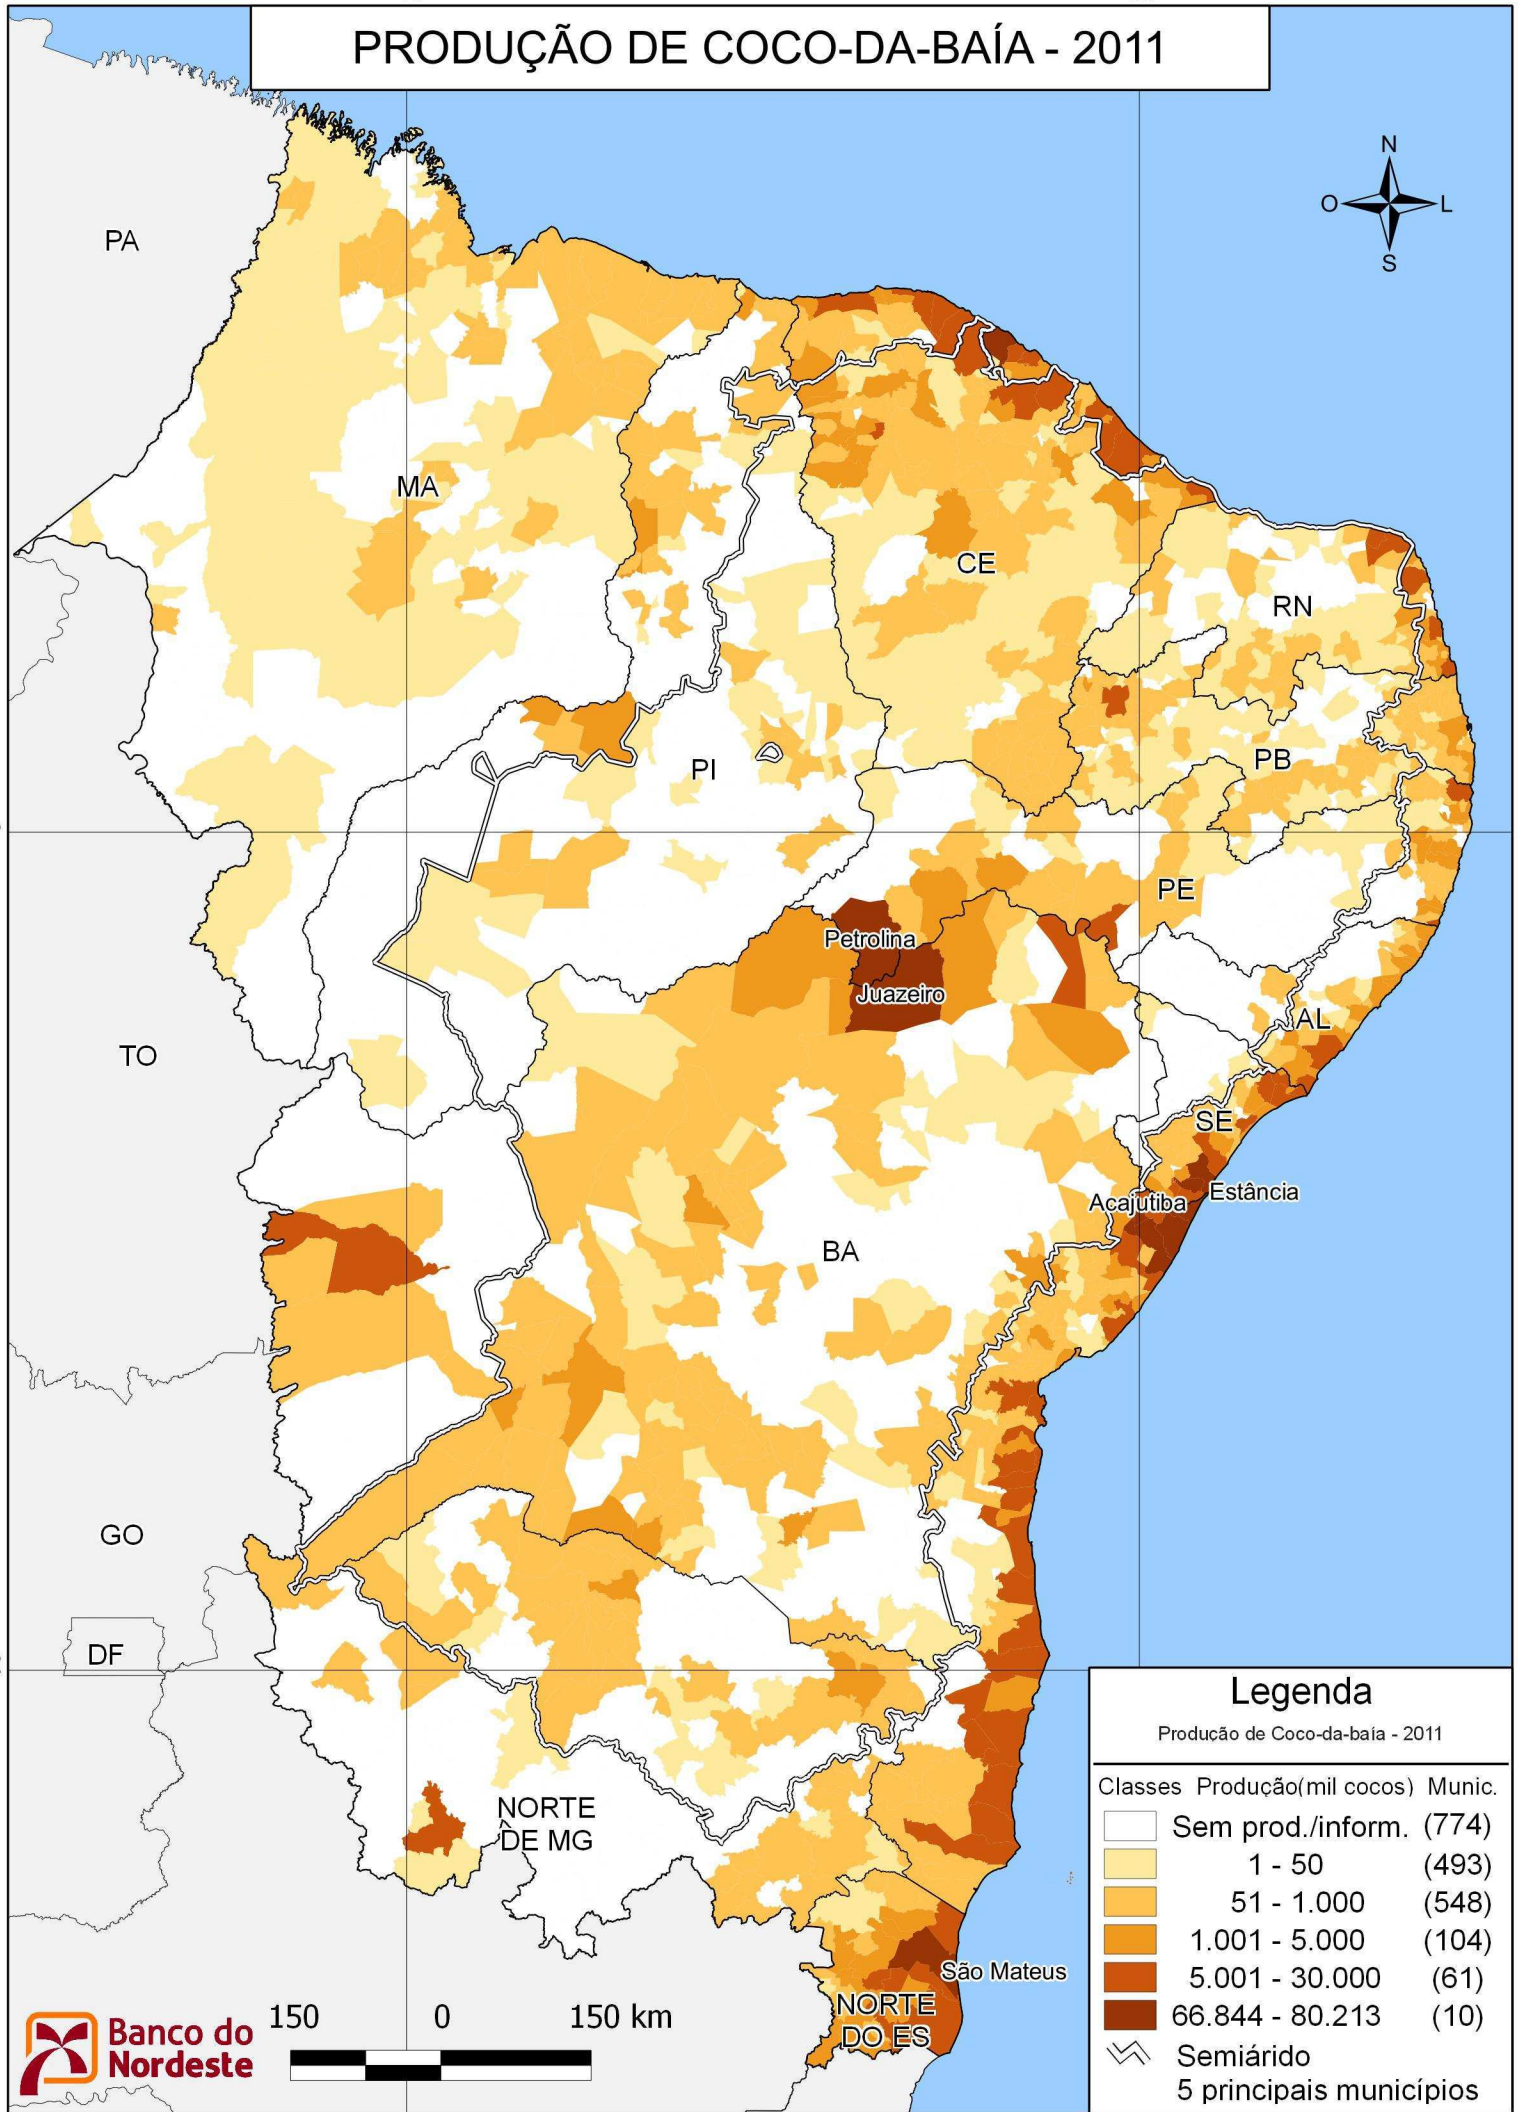 PRODUÇÃO DE COCO-DA-BAÍA - 2011
N
O
L
S
PA
MA
CE
RN
PI
PB
PE
Petrolina
Juazeiro
AL
TO
SE
Acajutiba
Estância
BA
GO
DF
NORTE
DE MG
São Mateus
NORTE
DO ES
Legenda
Produção de Coco-da-baía - 2011
Classes Produção(mil cocos) Munic.
Sem prod./inform. (774)
1 - 50 (493)
51 - 1.000 (548)
1.001 - 5.000 (104)
5.001 - 30.000 (61)
66.844 - 80.213 (10)
Semiárido
5 principais municípios
Banco do
Nordeste
150 0 150 km